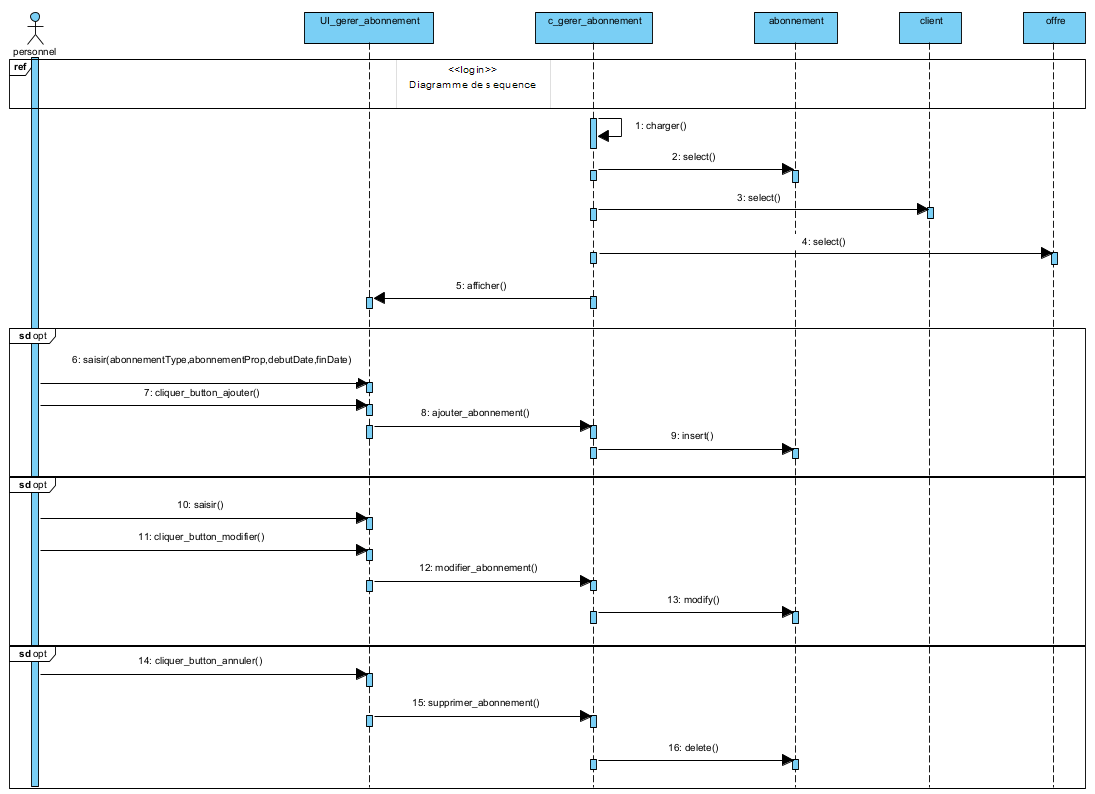 UI_gerer_abonnement
c_gerer_abonnement
abonnement
client
offre
personnel
ref
<<login>>
Diagramme de sequence
1: charger()
2: select()
3: select()
4: select()
5: afficher()
sd opt
6: saisir(abonnementType,abonnementProp,debutDate,finDate)
7: cliquer_button_ajouter()
8: ajouter_abonnement()
9: insert()
sd opt
10: saisir()
11: cliquer_button_modifier()
12: modifier_abonnement()
13: modify()
sd opt
14: cliquer_button_annuler()
15: supprimer_abonnement()
16: delete()